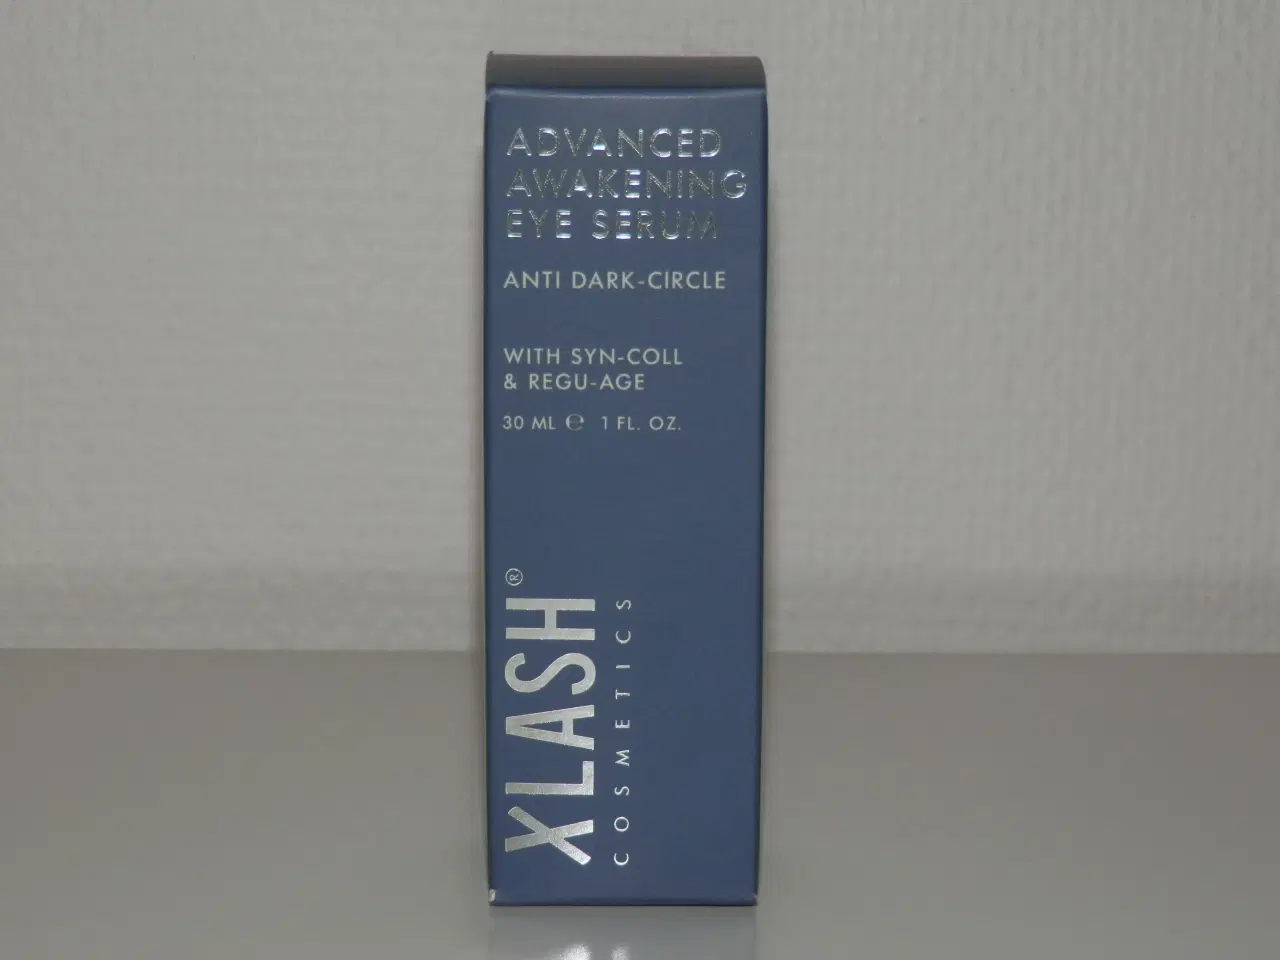 ADVANCED
AWAKENING
EYE SERUM
ANTI DARK-CIRCLE
WITH SYN-COLL
& REGU-AGE
30 ML ℮ 1 FL. OZ.
XLASH®
COSMETICS